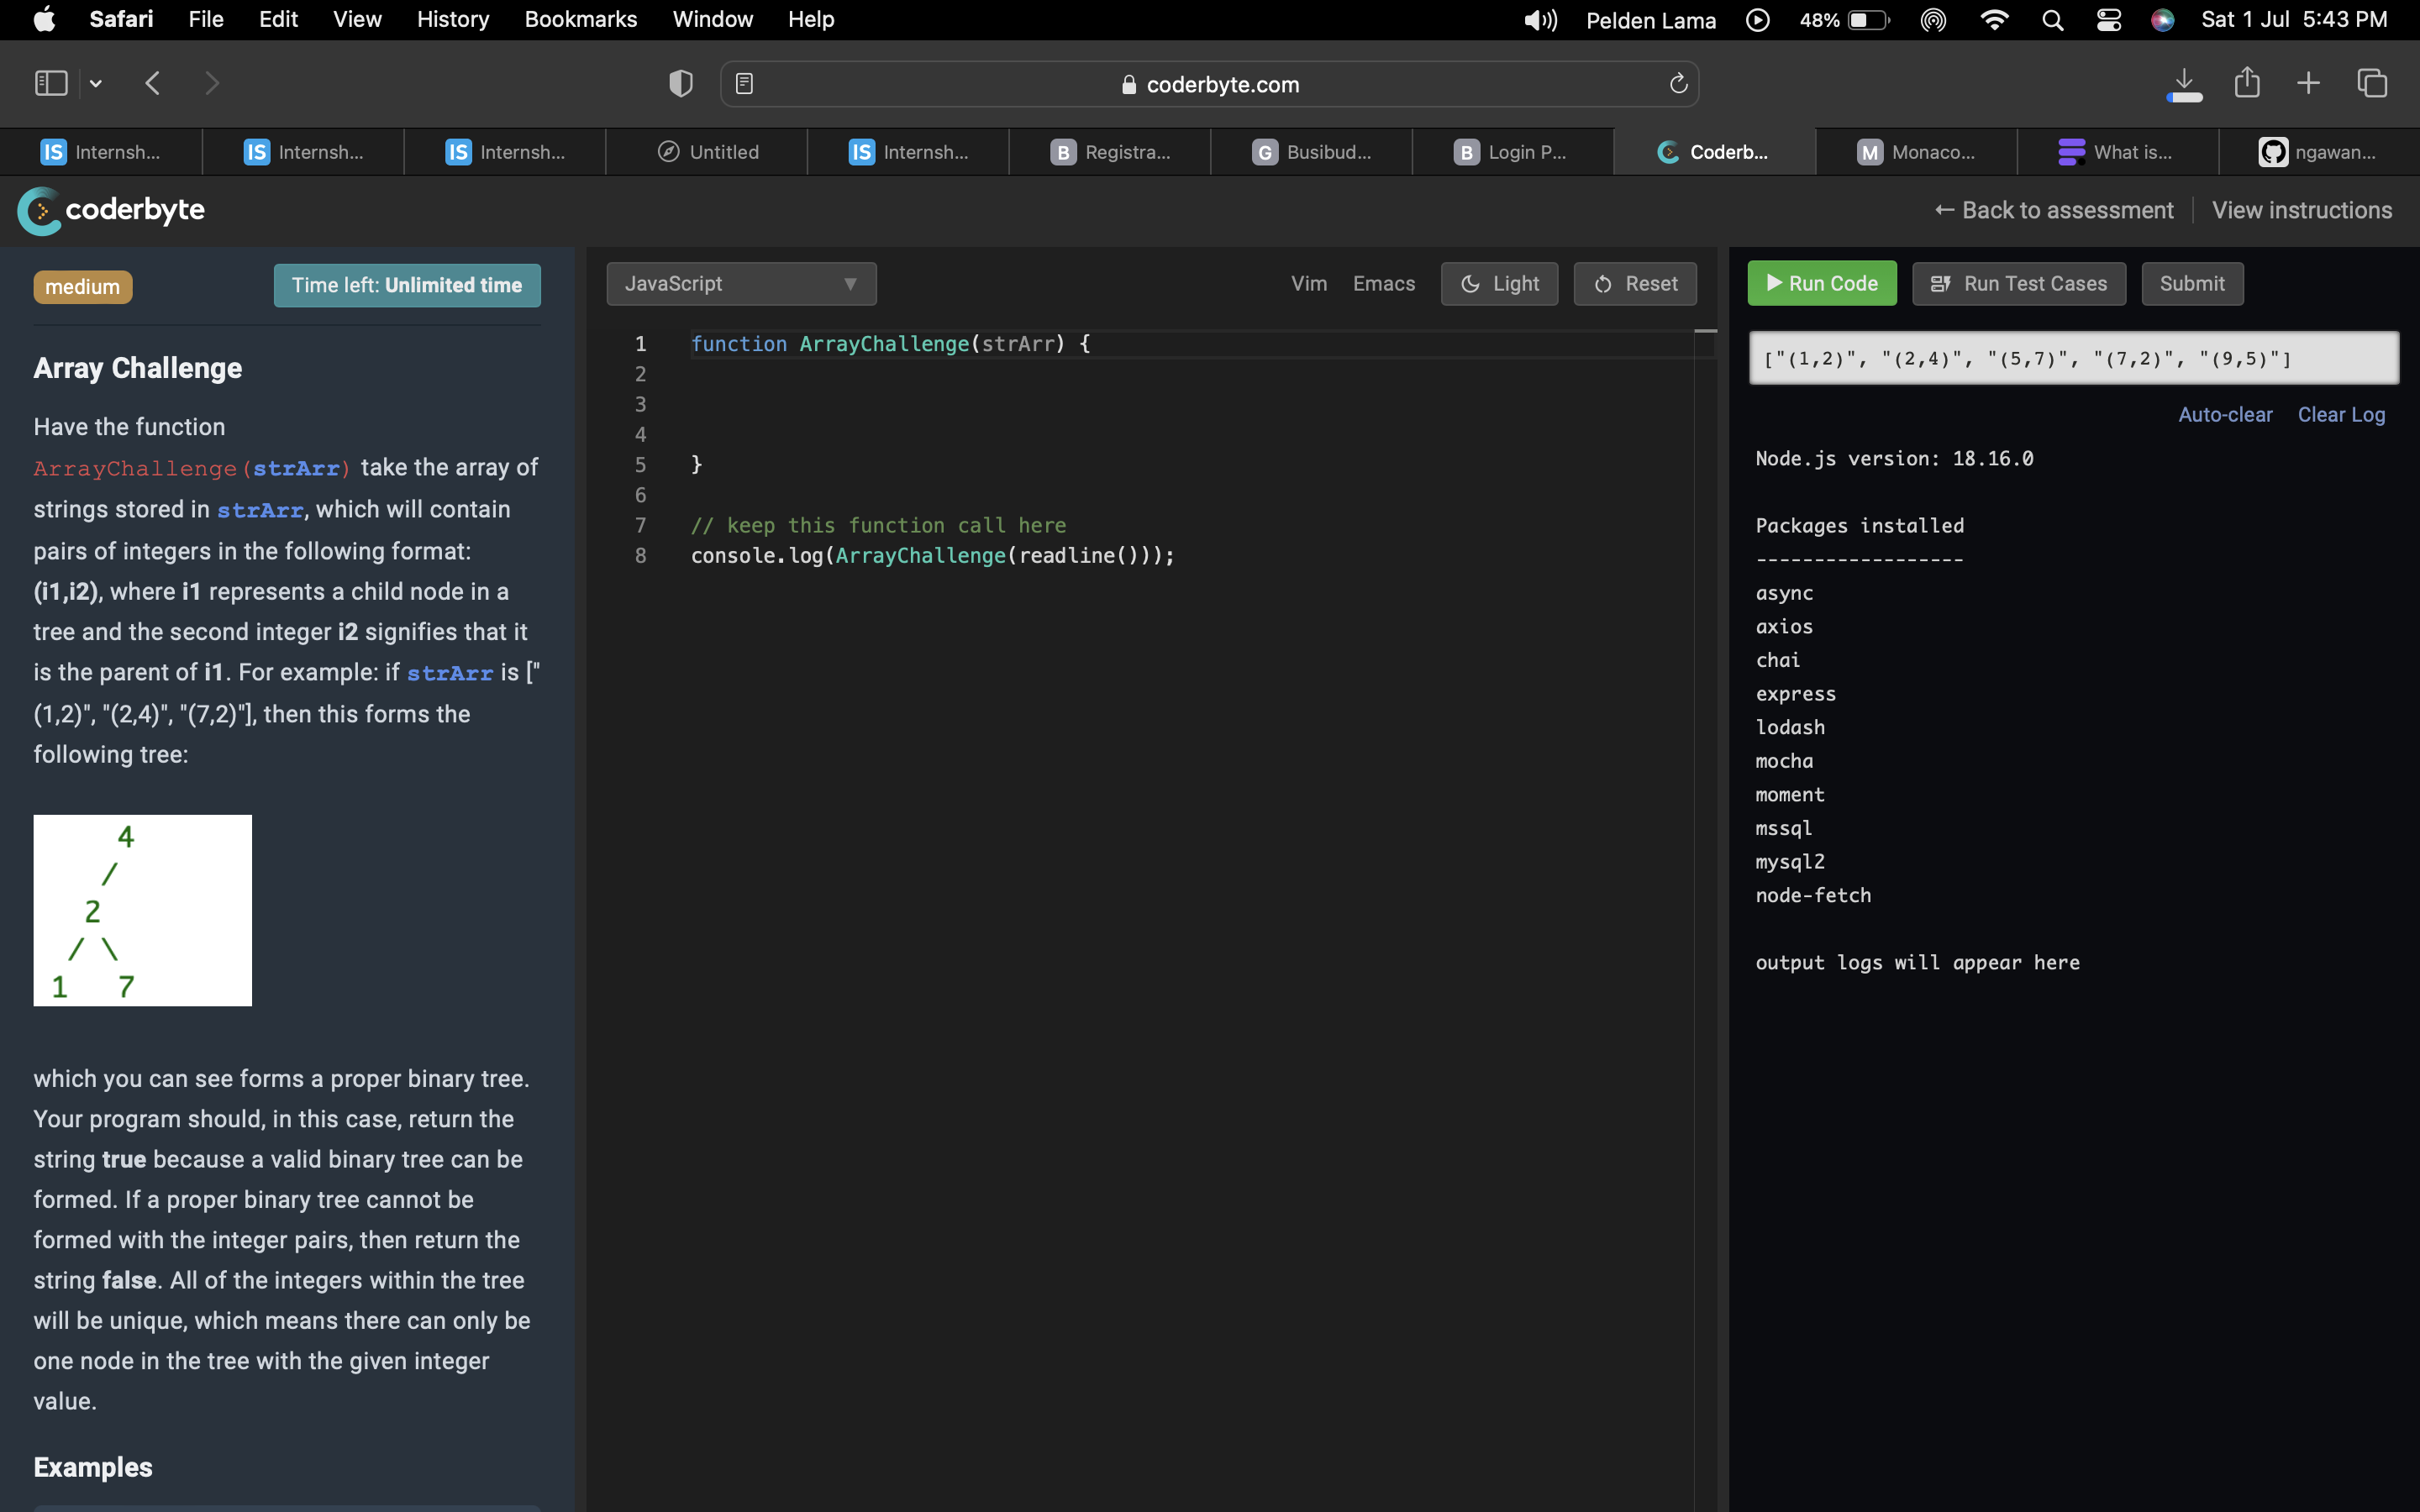 Safari File Edit View History Bookmarks Window Help Pelden Lama 48% Sat 1 Jul 5:43 PM
coderbyte.com
IS Internsh... IS Internsh... IS Internsh... Untitled IS Internsh... B Registra... G Busibud... B Login P... Coderb... M Monaco... What is... ngawan...
coderbyte ← Back to assessment View instructions
medium Time left: Unlimited time
Array Challenge
Have the function
ArrayChallenge(strArr) take the array of
strings stored in strArr, which will contain
pairs of integers in the following format:
(i1,i2), where i1 represents a child node in a
tree and the second integer i2 signifies that it
is the parent of i1. For example: if strArr is ["
(1,2)", "(2,4)", "(7,2)"], then this forms the
following tree:
4
/
2
/ \
1 7
which you can see forms a proper binary tree.
Your program should, in this case, return the
string true because a valid binary tree can be
formed. If a proper binary tree cannot be
formed with the integer pairs, then return the
string false. All of the integers within the tree
will be unique, which means there can only be
one node in the tree with the given integer
value.
Examples
JavaScript Vim Emacs Light Reset
1 function ArrayChallenge(strArr) {
2
3
4
5 }
6
7 // keep this function call here
8 console.log(ArrayChallenge(readline()));
Run Code Run Test Cases Submit
["(1,2)", "(2,4)", "(5,7)", "(7,2)", "(9,5)"]
Auto-clear Clear Log
Node.js version: 18.16.0
Packages installed
------------------
async
axios
chai
express
lodash
mocha
moment
mssql
mysql2
node-fetch
output logs will appear here